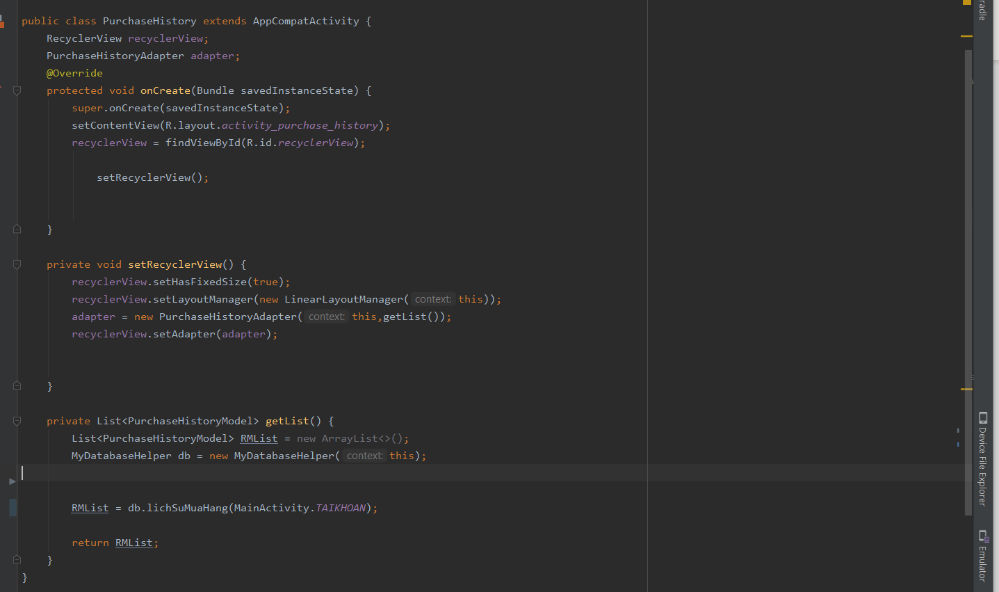 public class PurchaseHistory extends AppCompatActivity {
    RecyclerView recyclerView;
    PurchaseHistoryAdapter adapter;
    @Override
    protected void onCreate(Bundle savedInstanceState) {
        super.onCreate(savedInstanceState);
        setContentView(R.layout.activity_purchase_history);
        recyclerView = findViewById(R.id.recyclerView);
            setRecyclerView();
    }
    private void setRecyclerView() {
        recyclerView.setHasFixedSize(true);
        recyclerView.setLayoutManager(new LinearLayoutManager( context: this));
        adapter = new PurchaseHistoryAdapter( context: this,getList());
        recyclerView.setAdapter(adapter);
    }
    private List<PurchaseHistoryModel> getList() {
        List<PurchaseHistoryModel> RMList = new ArrayList<>();
        MyDatabaseHelper db = new MyDatabaseHelper( context: this);
        RMList = db.lichSuMuaHang(MainActivity.TAIKHOAN);
        return RMList;
    }
}
Device File Explorer
Emulator